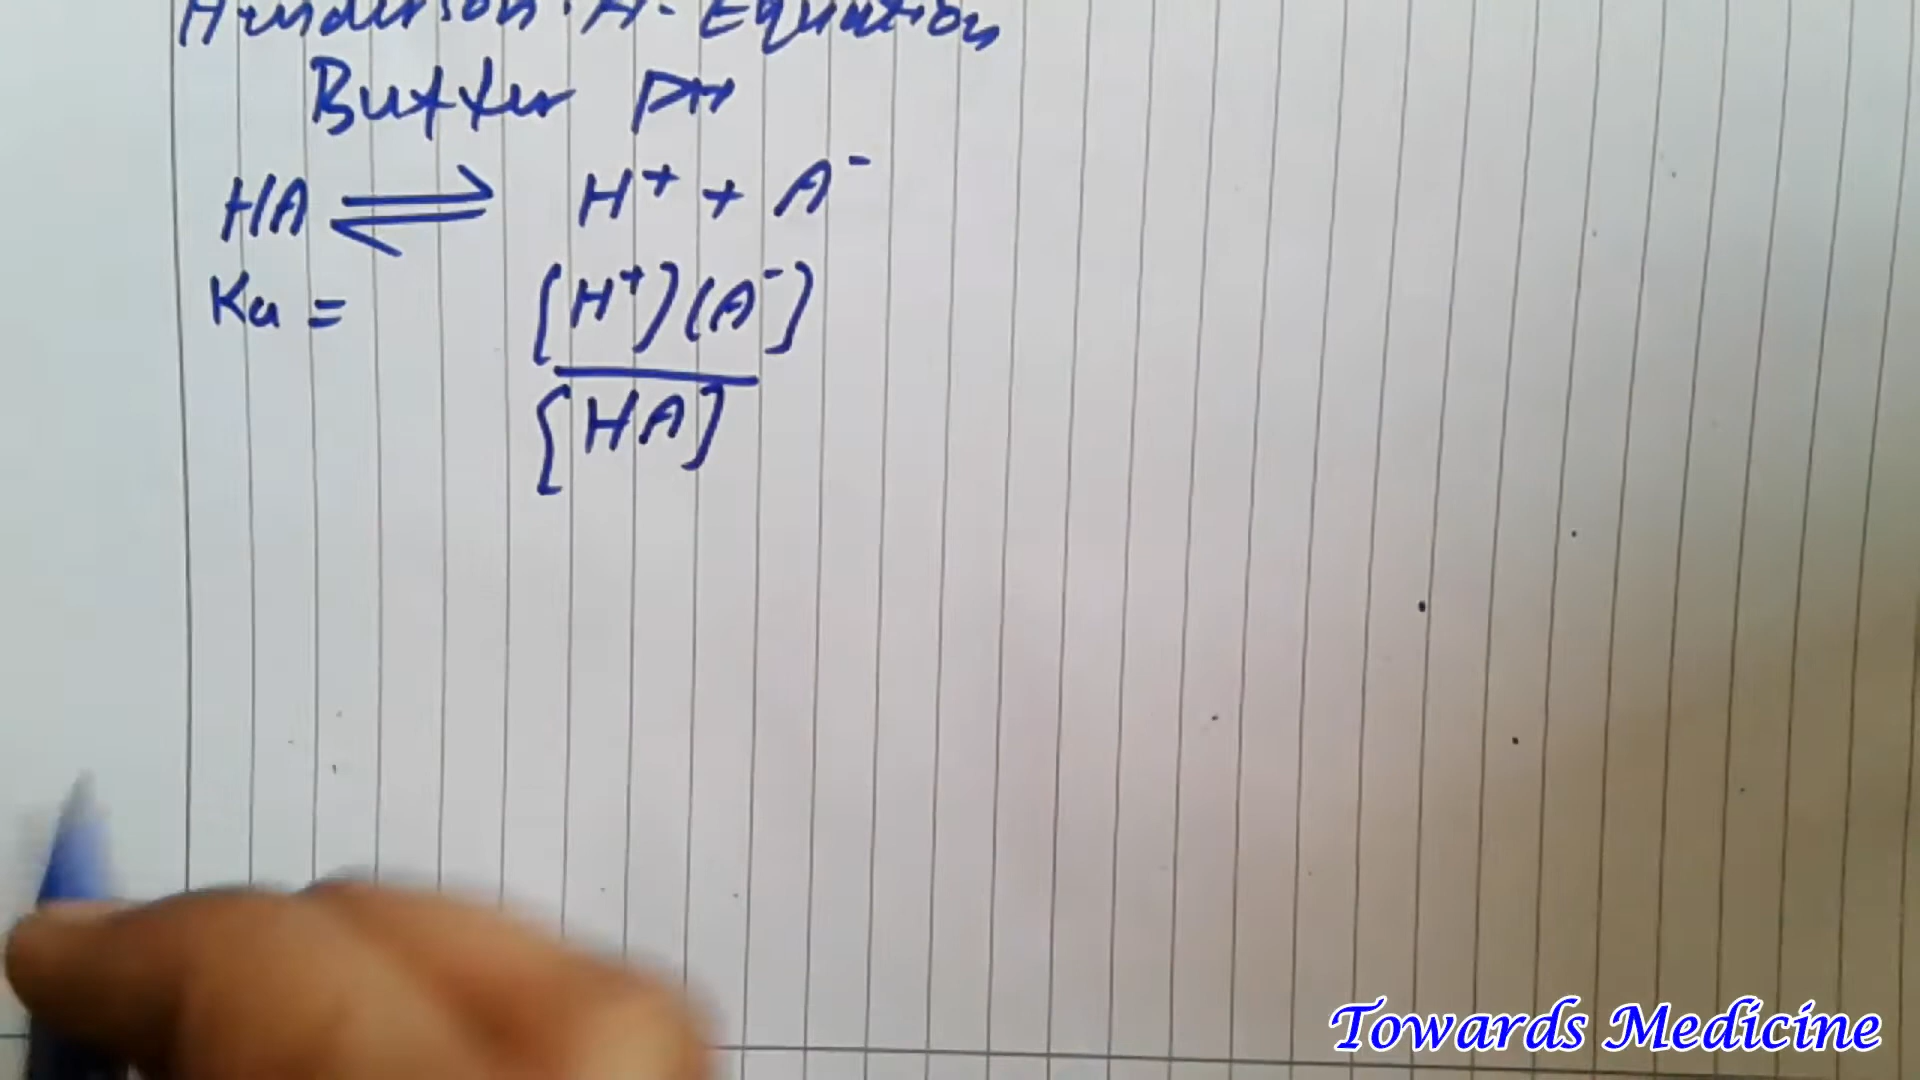 Henderson. H. Equation
Buffer PH
HA ⇌ H⁺ + A⁻
Ka = [H⁺)(A⁻]
[HA]
Towards Medicine